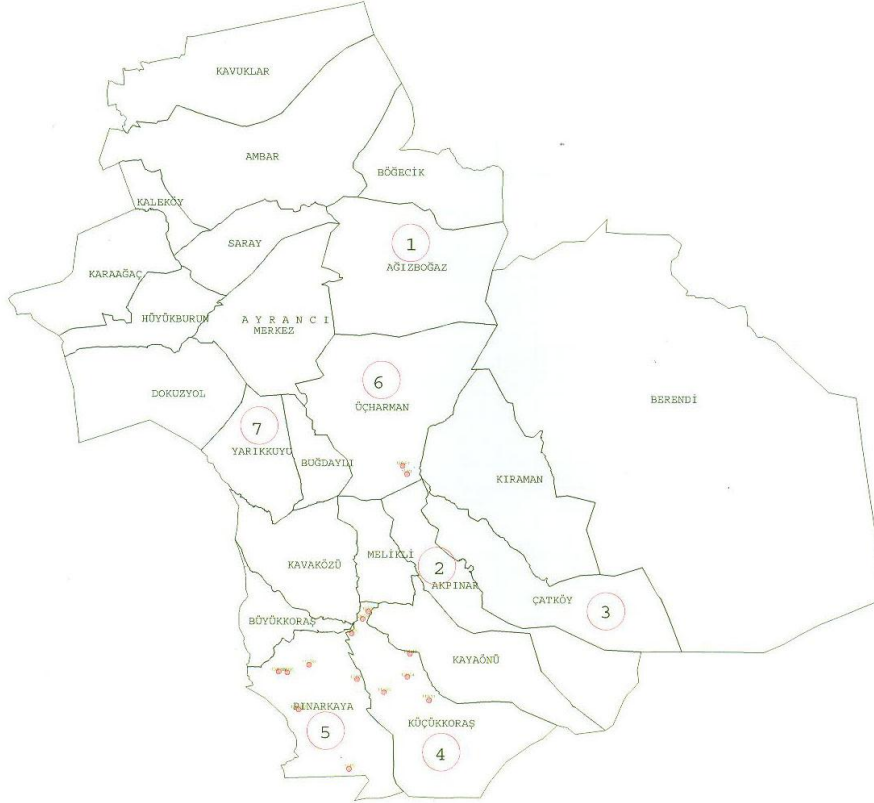 KAVUKLAR
AMBAR
BÖĞECİK
KALEKÖY
SARAY
1
AĞIZBOĞAZ
KARAAĞAÇ
HÜYÜKBURUN
A Y R A N C I
MERKEZ
6
ÜÇHARMAN
DOKUZYOL
BERENDİ
7
YARIKKUYU
BUĞDAYLI
KIRAMAN
KAVAKÖZÜ
MELİKLİ
2
AKPINAR
ÇATKÖY
3
BÜYÜKKORAŞ
KAYAÖNÜ
PINARKAYA
5
KÜÇÜKKORAŞ
4